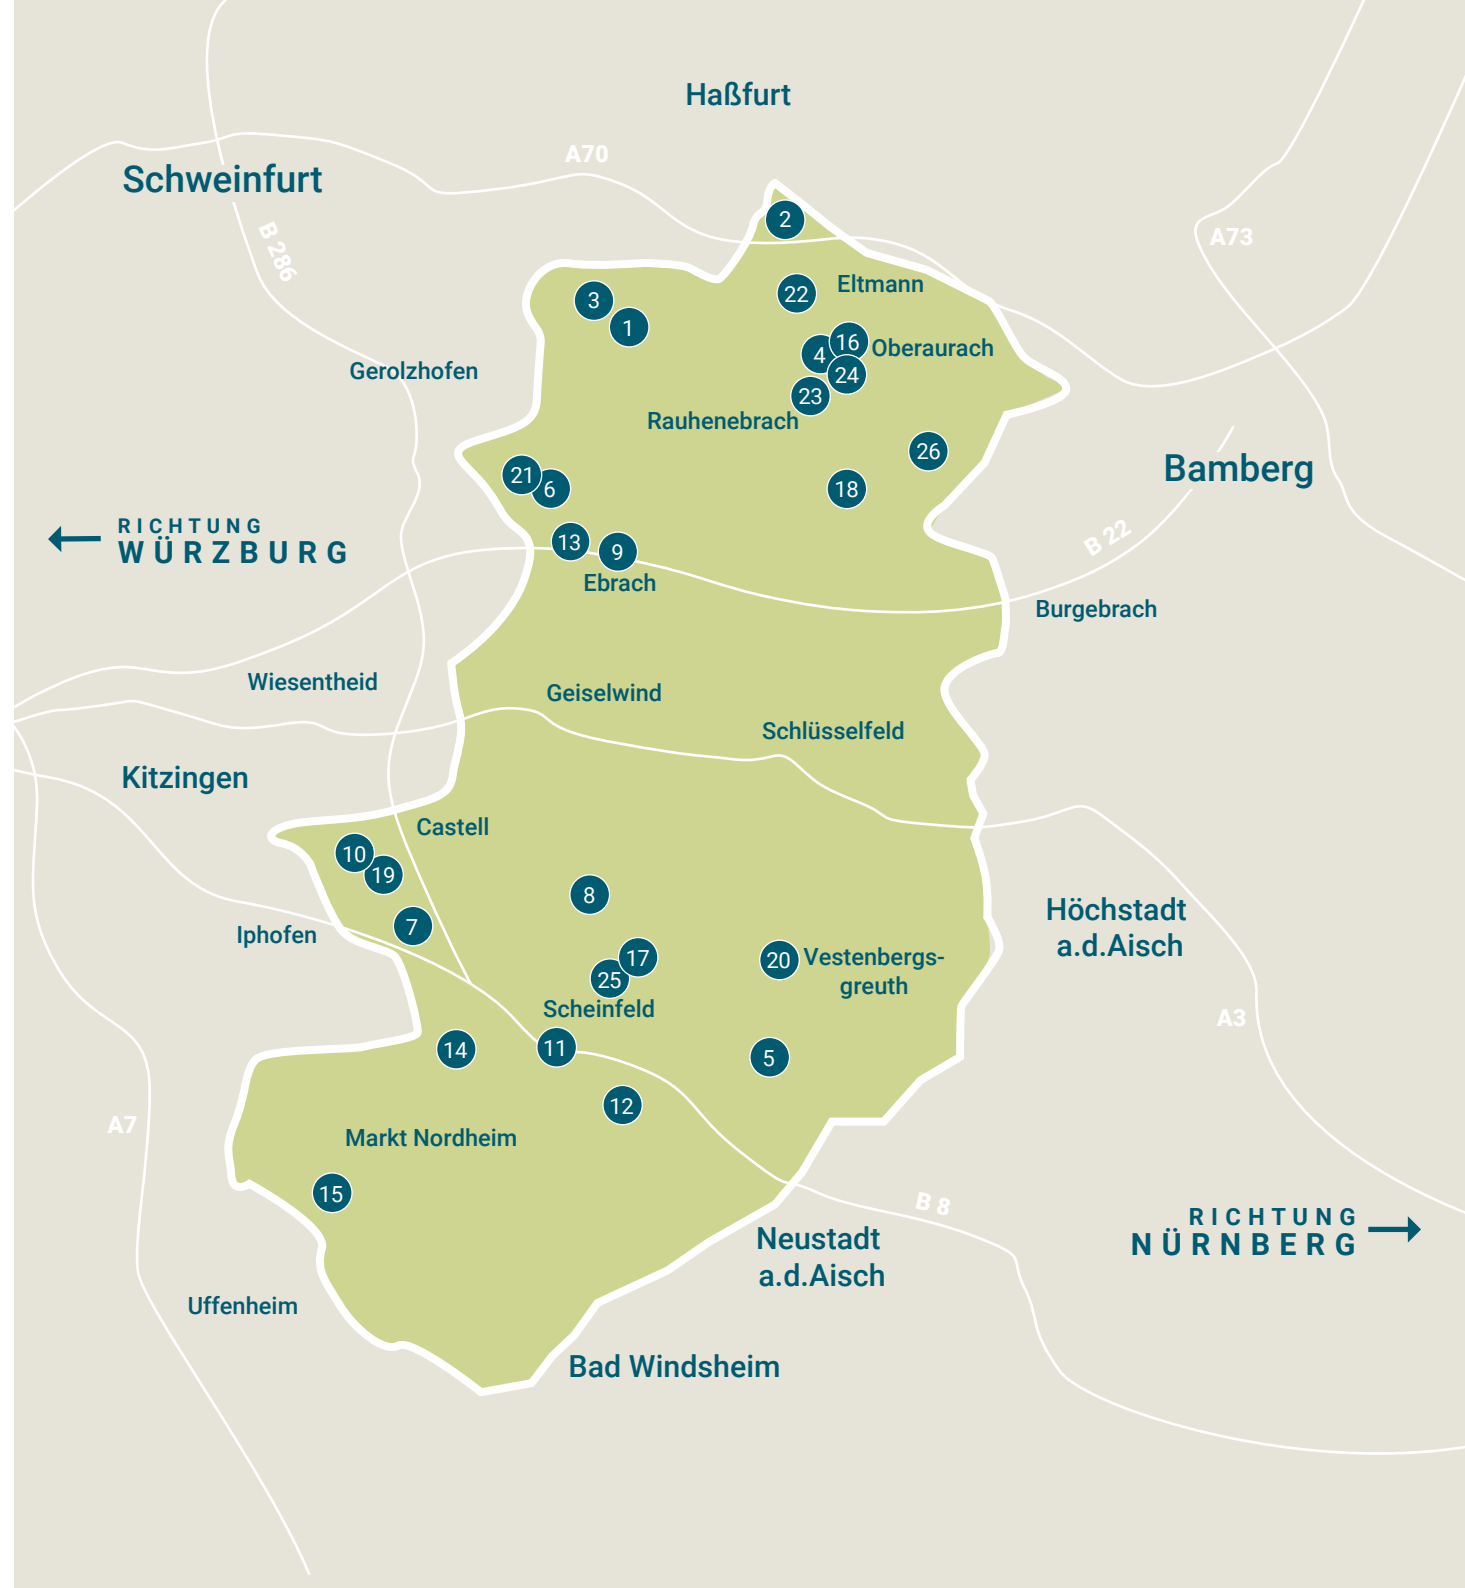 Haßfurt
A70
Schweinfurt
2
A73
B 286
Eltmann
22
3
1
16
Oberaurach
4
Gerolzhofen
24
23
Rauhenebrach
26
Bamberg
21
6
18
RICHTUNG
WÜRZBURG
B 22
13
9
Ebrach
Burgebrach
Wiesentheid
Geiselwind
Schlüsselfeld
Kitzingen
Castell
10
19
8
Höchstadt
a.d.Aisch
7
Iphofen
17
20
Vestenbergs-
greuth
25
Scheinfeld
A3
14
11
5
12
A7
Markt Nordheim
15
B 8
RICHTUNG
NÜRNBERG
Neustadt
a.d.Aisch
Uffenheim
Bad Windsheim